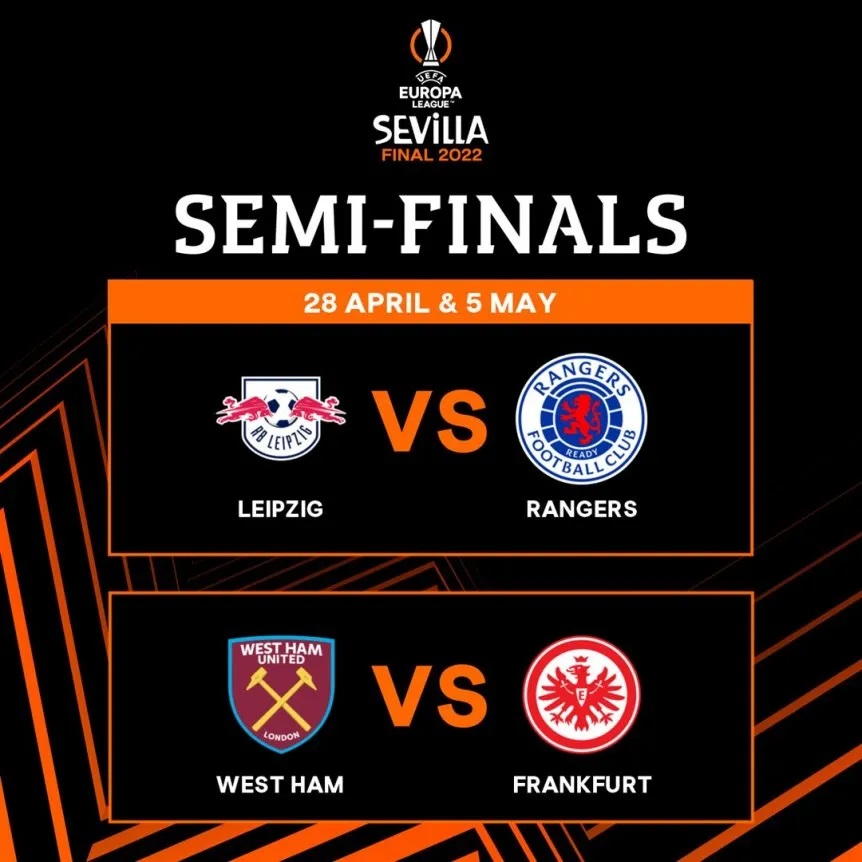 UEFA
EUROPA
LEAGUE™
SEViLLA
FINAL 2022
SEMI-FINALS
28 APRIL & 5 MAY
RB LEIPZIG
VS
RANGERS
READY
FOOTBALL CLUB
LEIPZIG
RANGERS
WEST HAM
UNITED
LONDON
VS
E
WEST HAM
FRANKFURT